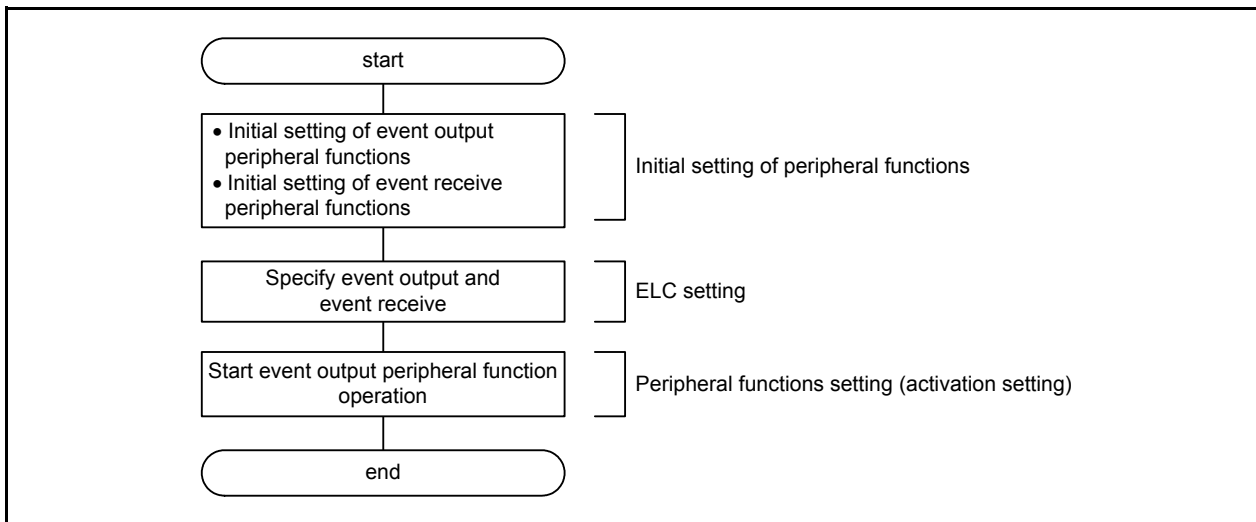 start
• Initial setting of event output
peripheral functions
• Initial setting of event receive
peripheral functions
Initial setting of peripheral functions
Specify event output and
event receive
ELC setting
Start event output peripheral function
operation
Peripheral functions setting (activation setting)
end